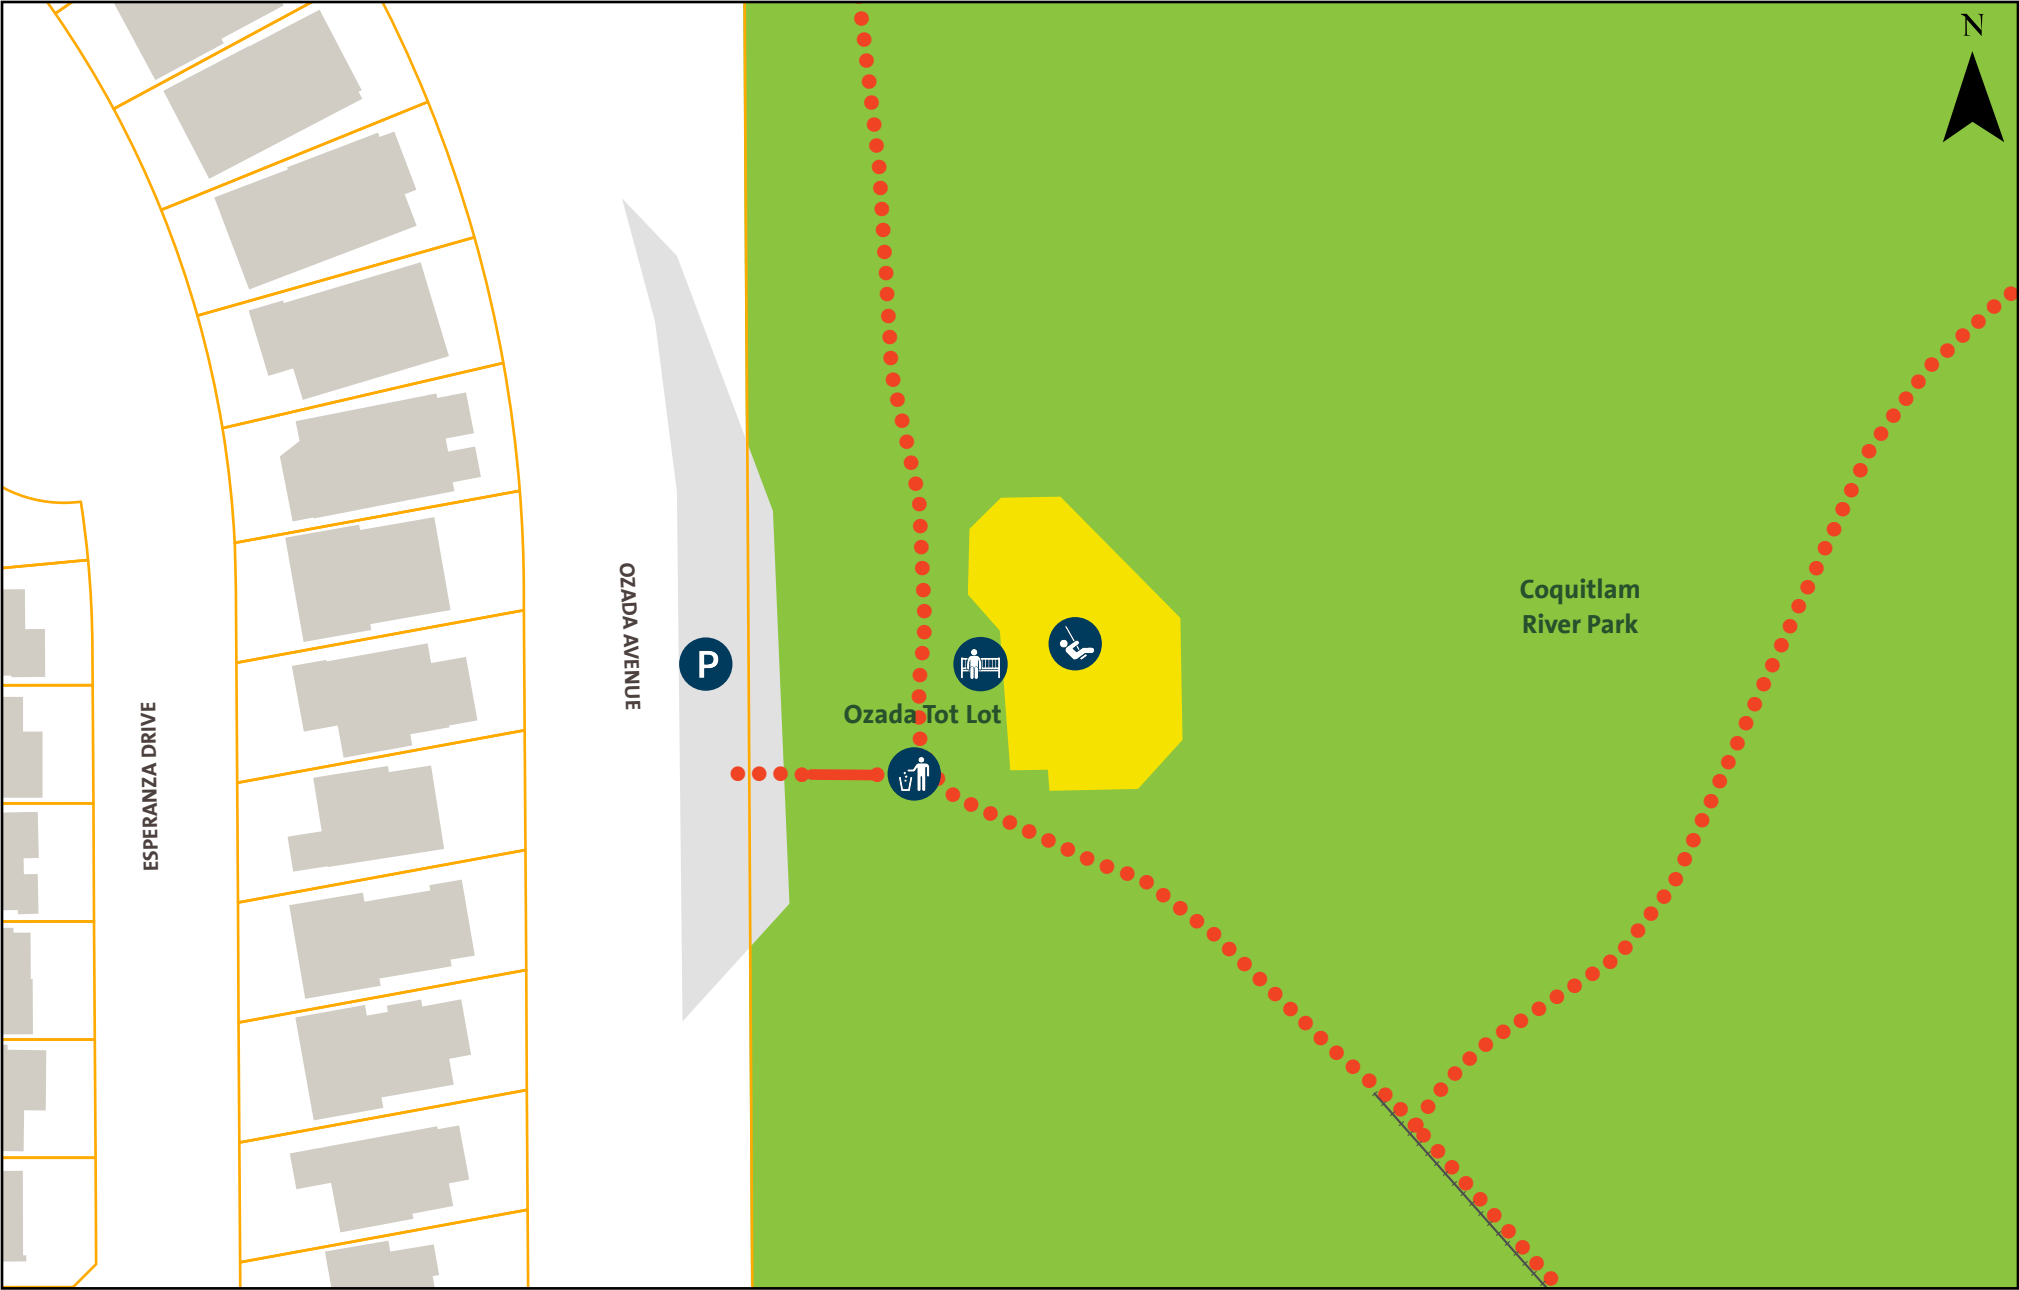 N
Coquitlam
River Park
OZADA AVENUE
P
Ozada Tot Lot
ESPERANZA DRIVE